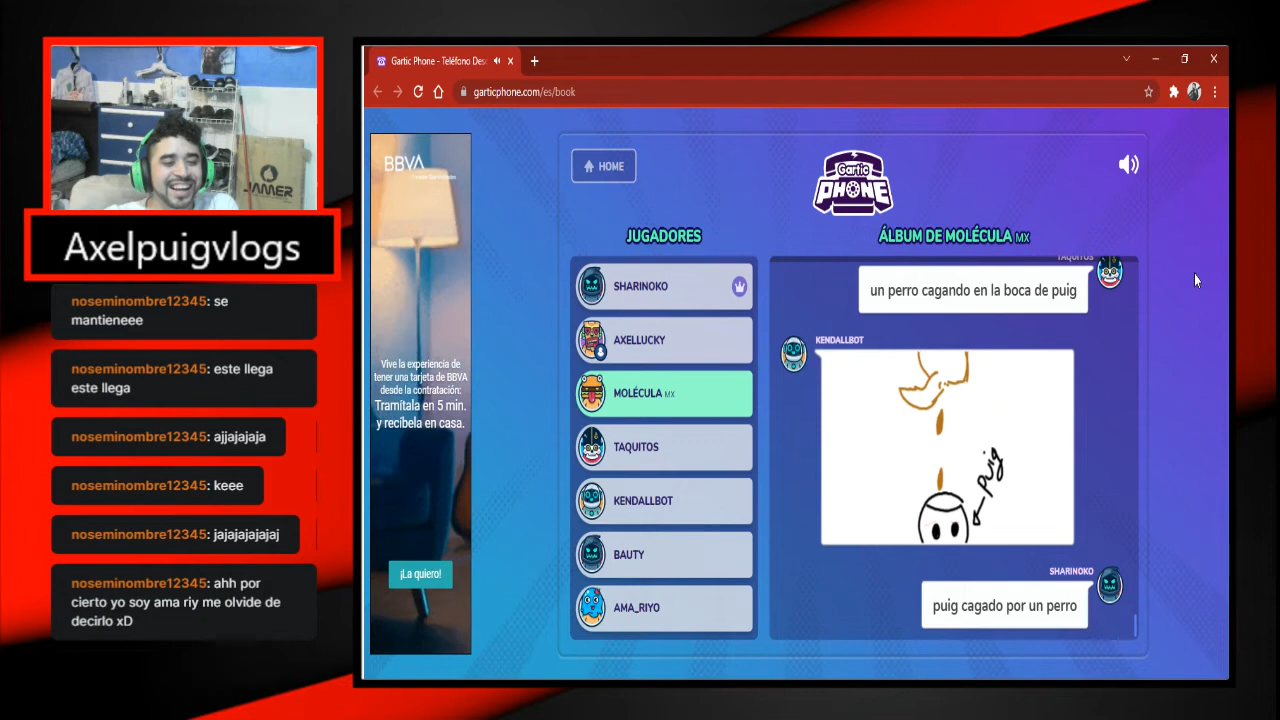 JAMER
Axelpuigvlogs
noseminombre12345: se
mantieneee
noseminombre12345: este llega
este llega
noseminombre12345: ajjajajaja
noseminombre12345: keee
noseminombre12345: jajajajajajaj
noseminombre12345: ahh por
cierto yo soy ama riy me olvide de
decirlo xD
Gartic Phone - Teléfono Des
garticphone.com/es/book
BBVA
Vive la experiencia de
tener una tarjeta de BBVA
desde la contratación:
Tramítala en 5 min.
y recíbela en casa.
¡La quiero!
HOME
Gartic
PHONE
JUGADORES
SHARINOKO
AXELLUCKY
MOLÉCULA MX
TAQUITOS
KENDALLBOT
BAUTY
AMA_RIYO
ÁLBUM DE MOLÉCULA MX
TAQUITOS
un perro cagando en la boca de puig
KENDALLBOT
puig
SHARINOKO
puig cagado por un perro